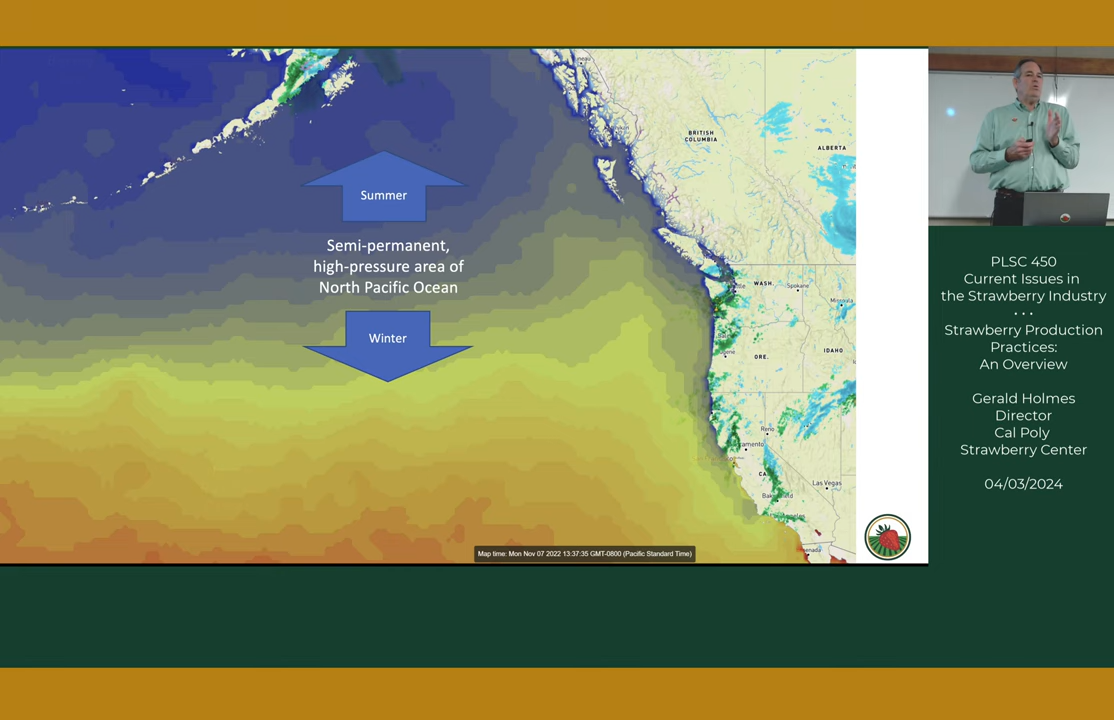 Summer
Semi-permanent,
high-pressure area of
North Pacific Ocean
Winter
BRITISH
COLUMBIA
ALBERTA
WASH.
Spokane
ORE.
IDAHO
Reno
Las Vegas
Map time: Mon Nov 07 2022 13:37:35 GMT-0800 (Pacific Standard Time)
PLSC 450
Current Issues in
the Strawberry Industry
• • •
Strawberry Production
Practices:
An Overview
Gerald Holmes
Director
Cal Poly
Strawberry Center
04/03/2024